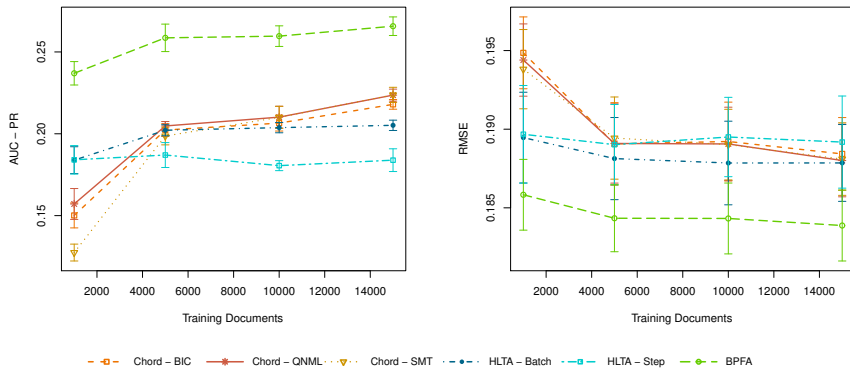 AUC − PR
0.25
0.20
0.15
2000 4000 6000 8000 10000 12000 14000
Training Documents
RMSE
0.195
0.190
0.185
2000 4000 6000 8000 10000 12000 14000
Training Documents
Chord − BIC Chord − QNML Chord − SMT HLTA − Batch HLTA − Step BPFA